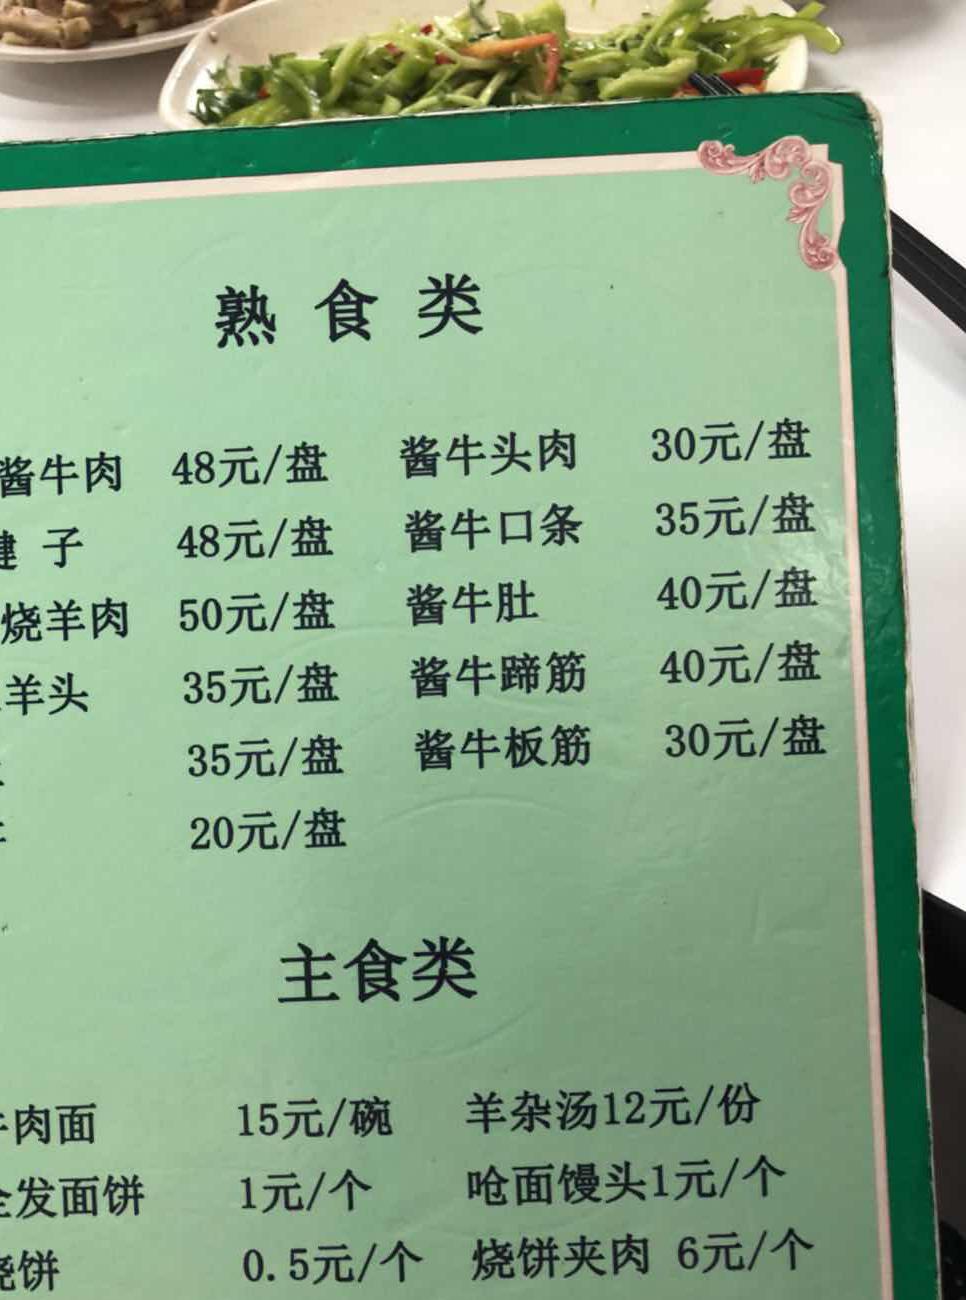 熟食类
酱牛肉 48元/盘 酱牛头肉 30元/盘
腱子 48元/盘 酱牛口条 35元/盘
烧羊肉 50元/盘 酱牛肚 40元/盘
羊头 35元/盘 酱牛蹄筋 40元/盘
35元/盘 酱牛板筋 30元/盘
20元/盘
主食类
牛肉面 15元/碗 羊杂汤12元/份
发面饼 1元/个 呛面馒头1元/个
烧饼 0.5元/个 烧饼夹肉 6元/个